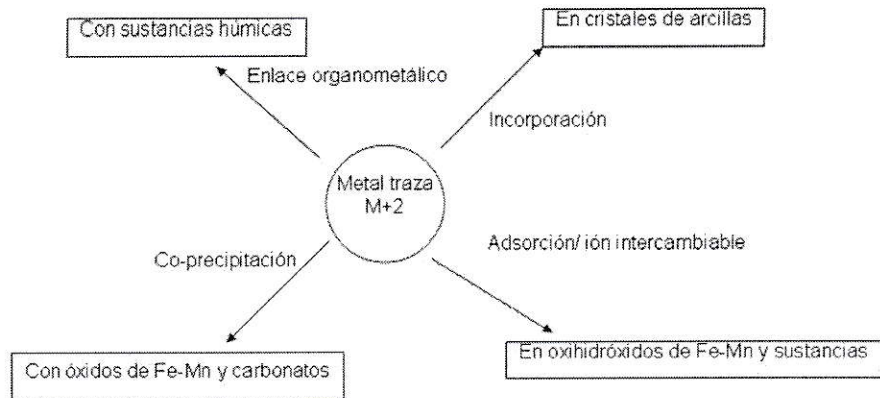 Con sustancias húmicas
En cristales de arcillas
Enlace organometálico
Incorporación
Metal traza
M+2
Adsorción/ ión intercambiable
Co-precipitación
En oxihidróxidos de Fe-Mn y sustancias
Con óxidos de Fe-Mn y carbonatos